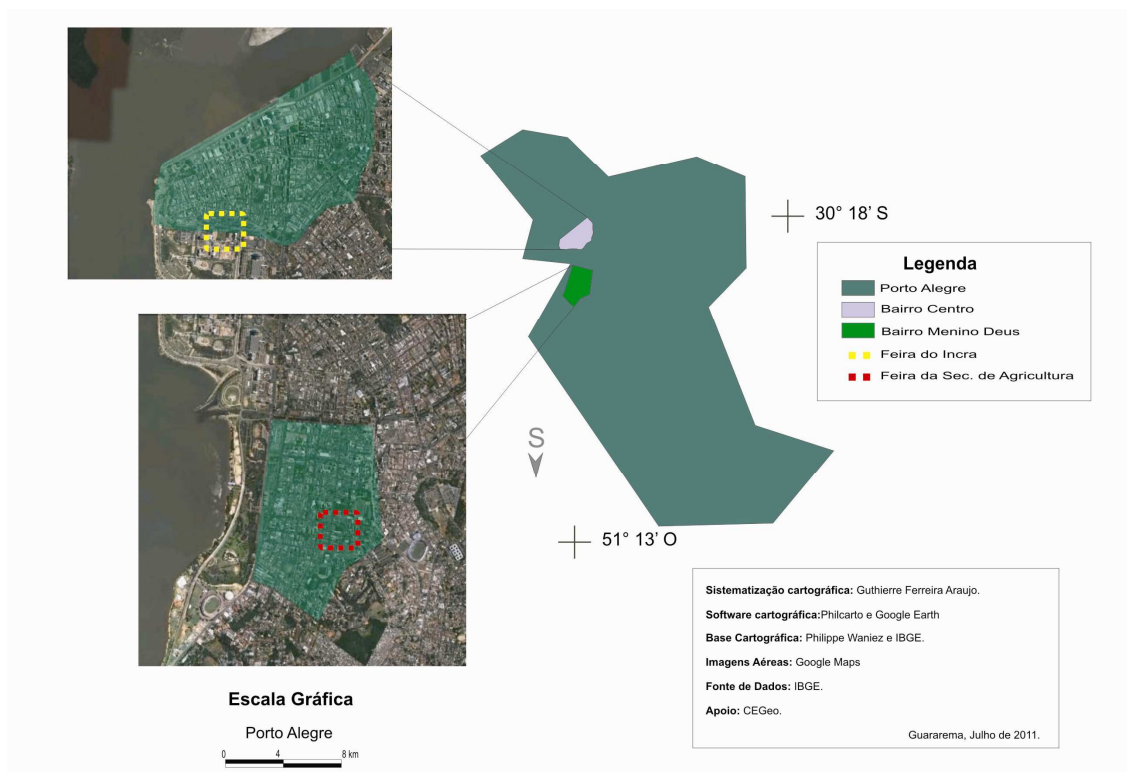 30° 18’ S
Legenda
Porto Alegre
Bairro Centro
Bairro Menino Deus
Feira do Incra
Feira da Sec. de Agricultura
S
51° 13’ O
Sistematização cartográfica: Guthierre Ferreira Araujo.
Software cartográfica:Philcarto e Google Earth
Base Cartográfica: Philippe Waniez e IBGE.
Imagens Aéreas: Google Maps
Fonte de Dados: IBGE.
Apoio: CEGeo.
Guararema, Julho de 2011.
Escala Gráfica
Porto Alegre
0 4 8 km